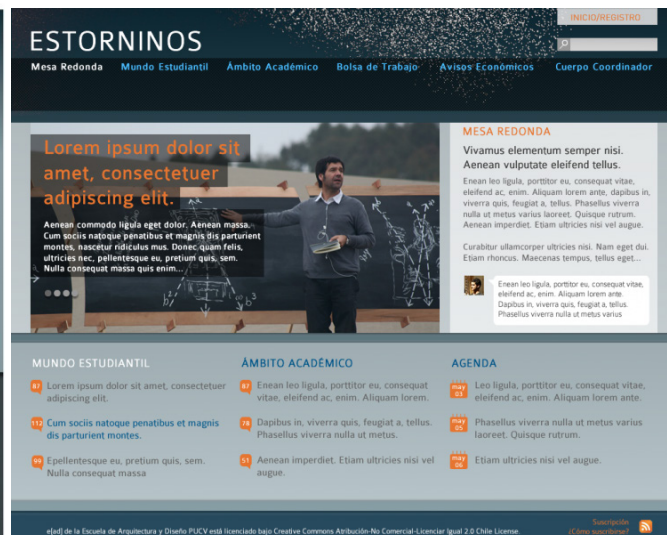 INICIO/REGISTRO
ESTORNINOS
Mesa Redonda Mundo Estudiantil Ámbito Académico Bolsa de Trabajo Avisos Económicos Cuerpo Coordinador
Lorem ipsum dolor sit
amet, consectetuer
adipiscing elit.
Aenean commodo ligula eget dolor. Aenean massa.
Cum sociis natoque penatibus et magnis dis parturient
montes, nascetur ridiculus mus. Donec quam felis,
ultricies nec, pellentesque eu, pretium quis, sem.
Nulla consequat massa quis enim...
MESA REDONDA
Vivamus elementum semper nisi.
Aenean vulputate eleifend tellus.
Aenean leo ligula, porttitor eu, consequat vitae,
eleifend ac, enim. Aliquam lorem ante, dapibus in,
viverra quis, feugiat a, tellus. Phasellus viverra
nulla ut metus varius laoreet. Quisque rutrum.
Aenean imperdiet. Etiam ultricies nisi vel augue.
Curabitur ullamcorper ultricies nisi. Nam eget dui.
Etiam rhoncus. Maecenas tempus, tellus eget...
Enean leo ligula, portitor eu, consequat vitae,
eleifend ac, enim. Aliquam lorem ante.
Dapibus in, viverra quis, feugiat a, tellus.
Phasellus viverra nulla ut metus varius
MUNDO ESTUDIANTIL
87 Lorem ipsum dolor sit amet, consectetuer
adipiscing elit.
112 Cum sociis natoque penatibus et magnis
dis parturient montes.
99 Epellentesque eu, pretium quis, sem.
Nulla consequat massa
ÁMBITO ACADÉMICO
87 Enean leo ligula, porttitor eu, consequat
vitae, eleifend ac, enim. Aliquam lorem.
78 Dapibus in, viverra quis, feugiat a, tellus.
Phasellus viverra nulla ut metus.
51 Aenean imperdiet. Etiam ultricies nisi vel
augue.
AGENDA
may 03 Leo ligula, porttitor eu, consequat vitae,
eleifend ac, enim. Aliquam lorem ante.
may 05 Phasellus viverra nulla ut metus varius
laoreet. Quisque rutrum.
may 06 Etiam ultricies nisi vel augue.
Suscripción
¿Cómo suscribirse?
e[ad] de la Escuela de Arquitectura y Diseño PUCV está licenciado bajo Creative Commons Atribución-No Comercial-Licenciar Igual 2.0 Chile License.